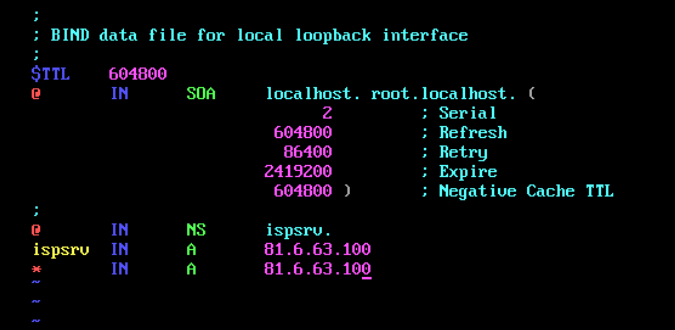 ;
; BIND data file for local loopback interface
;
$TTL 604800
@ IN SOA localhost. root.localhost. (
2 ; Serial
604800 ; Refresh
86400 ; Retry
2419200 ; Expire
604800 ) ; Negative Cache TTL
;
@ IN NS ispsrv.
ispsrv IN A 81.6.63.100
* IN A 81.6.63.100
~
~
~